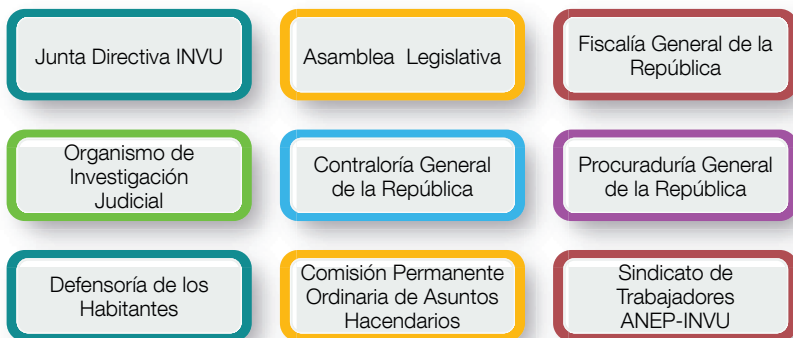 Junta Directiva INVU
Asamblea Legislativa
Fiscalía General de la
República
Organismo de
Investigación
Judicial
Contraloría General
de la República
Procuraduría General
de la República
Defensoría de los
Habitantes
Comisión Permanente
Ordinaria de Asuntos
Hacendarios
Sindicato de
Trabajadores
ANEP-INVU